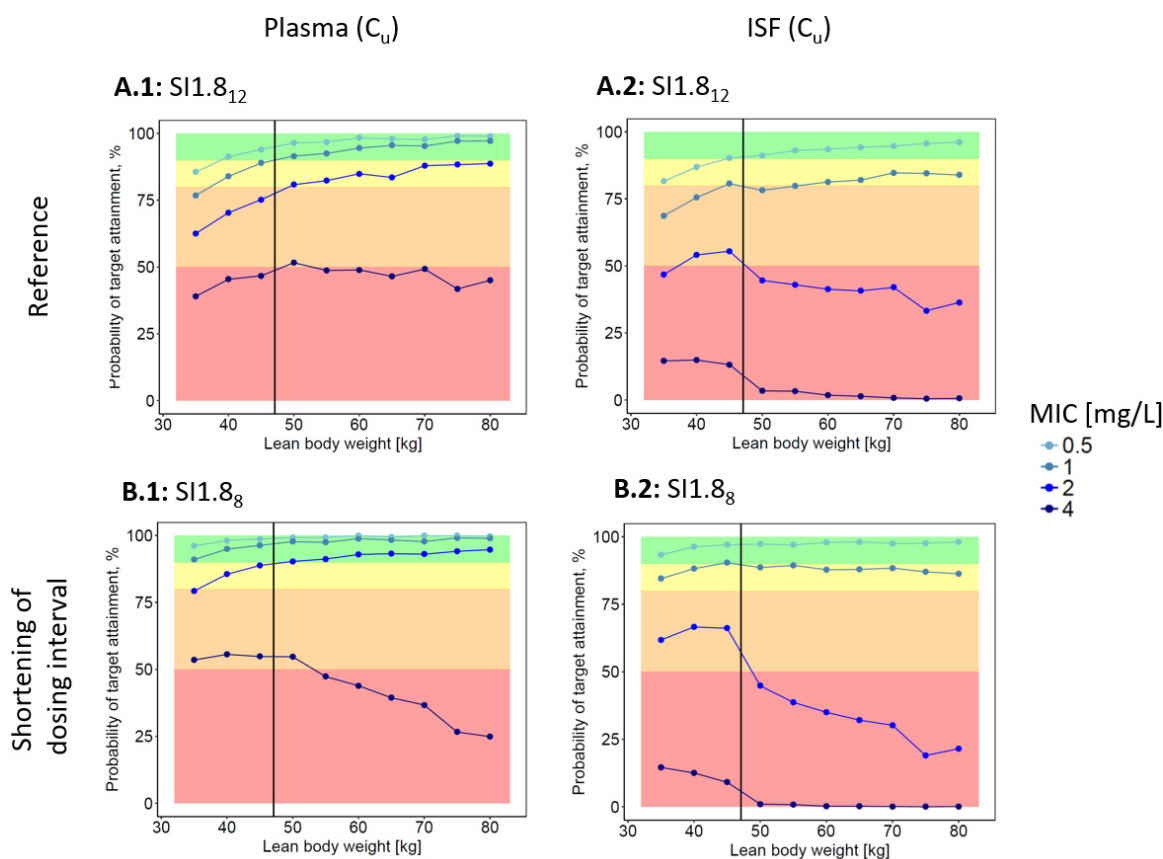 Plasma (Cu)
ISF (Cu)
Reference
A.1: SI1.812
Probability of target attainment, %
100
75
50
25
0
30 40 50 60 70 80
Lean body weight [kg]
A.2: SI1.812
Probability of target attainment, %
100
75
50
25
0
30 40 50 60 70 80
Lean body weight [kg]
MIC [mg/L]
0.5
1
2
4
Shortening of
dosing interval
B.1: SI1.88
Probability of target attainment, %
100
75
50
25
0
30 40 50 60 70 80
Lean body weight [kg]
B.2: SI1.88
Probability of target attainment, %
100
75
50
25
0
30 40 50 60 70 80
Lean body weight [kg]